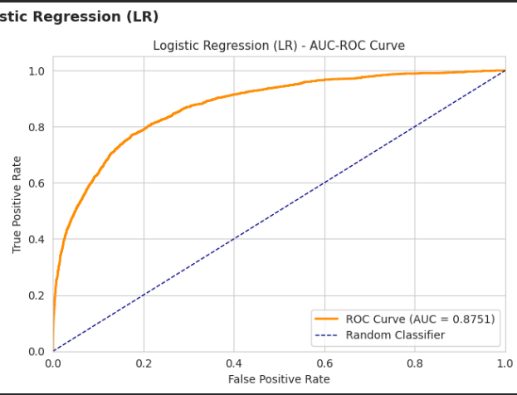 stic Regression (LR)
Logistic Regression (LR) - AUC-ROC Curve
1.0
0.8
0.6
0.4
0.2
0.0
True Positive Rate
ROC Curve (AUC = 0.8751)
Random Classifier
0.0 0.2 0.4 0.6 0.8 1.0
False Positive Rate